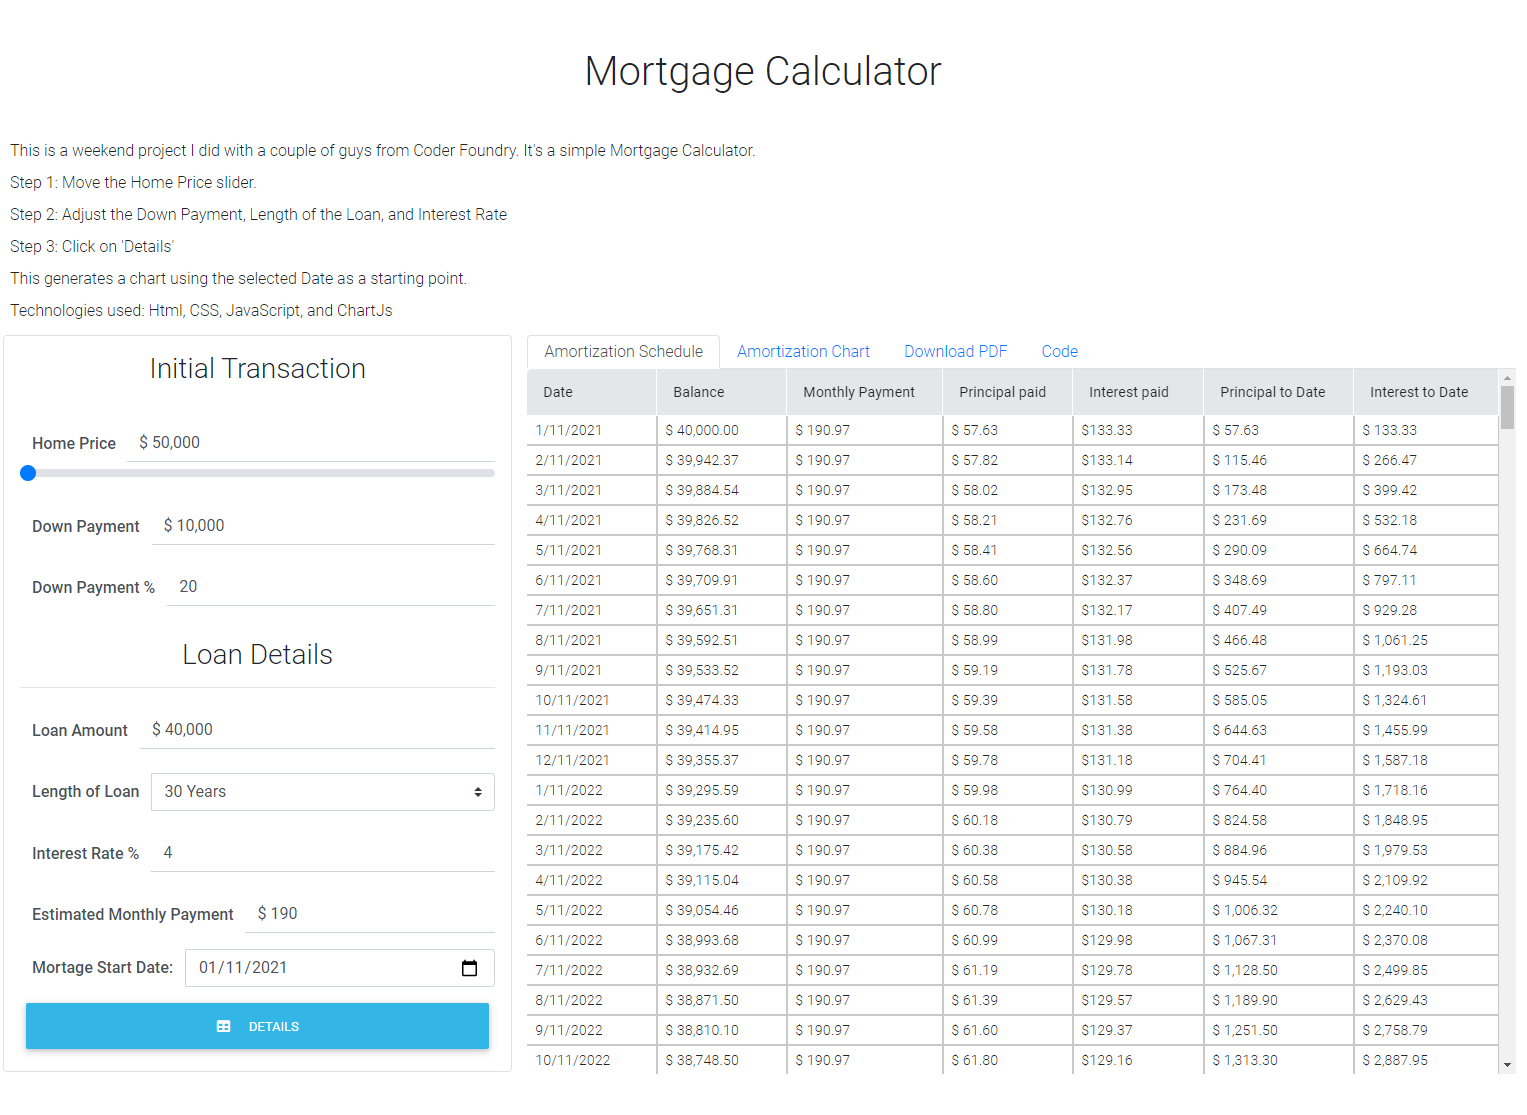 Mortgage Calculator
This is a weekend project I did with a couple of guys from Coder Foundry. It's a simple Mortgage Calculator.
Step 1: Move the Home Price slider.
Step 2: Adjust the Down Payment, Length of the Loan, and Interest Rate
Step 3: Click on 'Details'
This generates a chart using the selected Date as a starting point.
Technologies used: Html, CSS, JavaScript, and ChartJs
Initial Transaction
Home Price $ 50,000
Down Payment $ 10,000
Down Payment % 20
Loan Details
Loan Amount $ 40,000
Length of Loan 30 Years
Interest Rate % 4
Estimated Monthly Payment $ 190
Mortage Start Date: 01/11/2021
DETAILS
Amortization Schedule Amortization Chart Download PDF Code
Date Balance Monthly Payment Principal paid Interest paid Principal to Date Interest to Date
1/11/2021 $ 40,000.00 $ 190.97 $ 57.63 $133.33 $ 57.63 $ 133.33
2/11/2021 $ 39,942.37 $ 190.97 $ 57.82 $133.14 $ 115.46 $ 266.47
3/11/2021 $ 39,884.54 $ 190.97 $ 58.02 $132.95 $ 173.48 $ 399.42
4/11/2021 $ 39,826.52 $ 190.97 $ 58.21 $132.76 $ 231.69 $ 532.18
5/11/2021 $ 39,768.31 $ 190.97 $ 58.41 $132.56 $ 290.09 $ 664.74
6/11/2021 $ 39,709.91 $ 190.97 $ 58.60 $132.37 $ 348.69 $ 797.11
7/11/2021 $ 39,651.31 $ 190.97 $ 58.80 $132.17 $ 407.49 $ 929.28
8/11/2021 $ 39,592.51 $ 190.97 $ 58.99 $131.98 $ 466.48 $ 1,061.25
9/11/2021 $ 39,533.52 $ 190.97 $ 59.19 $131.78 $ 525.67 $ 1,193.03
10/11/2021 $ 39,474.33 $ 190.97 $ 59.39 $131.58 $ 585.05 $ 1,324.61
11/11/2021 $ 39,414.95 $ 190.97 $ 59.58 $131.38 $ 644.63 $ 1,455.99
12/11/2021 $ 39,355.37 $ 190.97 $ 59.78 $131.18 $ 704.41 $ 1,587.18
1/11/2022 $ 39,295.59 $ 190.97 $ 59.98 $130.99 $ 764.40 $ 1,718.16
2/11/2022 $ 39,235.60 $ 190.97 $ 60.18 $130.79 $ 824.58 $ 1,848.95
3/11/2022 $ 39,175.42 $ 190.97 $ 60.38 $130.58 $ 884.96 $ 1,979.53
4/11/2022 $ 39,115.04 $ 190.97 $ 60.58 $130.38 $ 945.54 $ 2,109.92
5/11/2022 $ 39,054.46 $ 190.97 $ 60.78 $130.18 $ 1,006.32 $ 2,240.10
6/11/2022 $ 38,993.68 $ 190.97 $ 60.99 $129.98 $ 1,067.31 $ 2,370.08
7/11/2022 $ 38,932.69 $ 190.97 $ 61.19 $129.78 $ 1,128.50 $ 2,499.85
8/11/2022 $ 38,871.50 $ 190.97 $ 61.39 $129.57 $ 1,189.90 $ 2,629.43
9/11/2022 $ 38,810.10 $ 190.97 $ 61.60 $129.37 $ 1,251.50 $ 2,758.79
10/11/2022 $ 38,748.50 $ 190.97 $ 61.80 $129.16 $ 1,313.30 $ 2,887.95